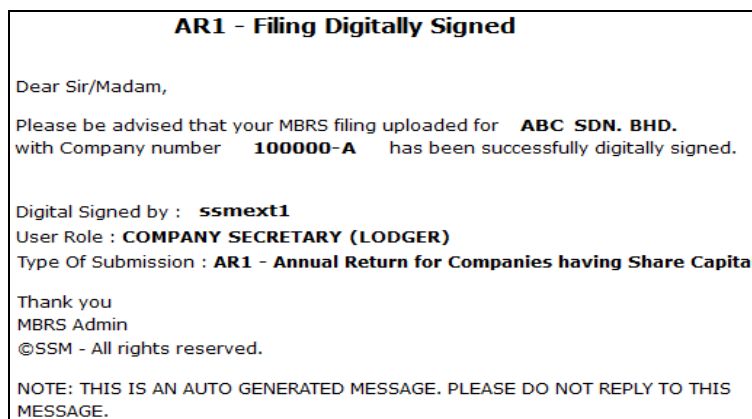 AR1 - Filing Digitally Signed
Dear Sir/Madam,
Please be advised that your MBRS filing uploaded for ABC SDN. BHD.
with Company number 100000-A has been successfully digitally signed.
Digital Signed by : ssmext1
User Role : COMPANY SECRETARY (LODGER)
Type Of Submission : AR1 - Annual Return for Companies having Share Capita
Thank you
MBRS Admin
©SSM - All rights reserved.
NOTE: THIS IS AN AUTO GENERATED MESSAGE. PLEASE DO NOT REPLY TO THIS
MESSAGE.